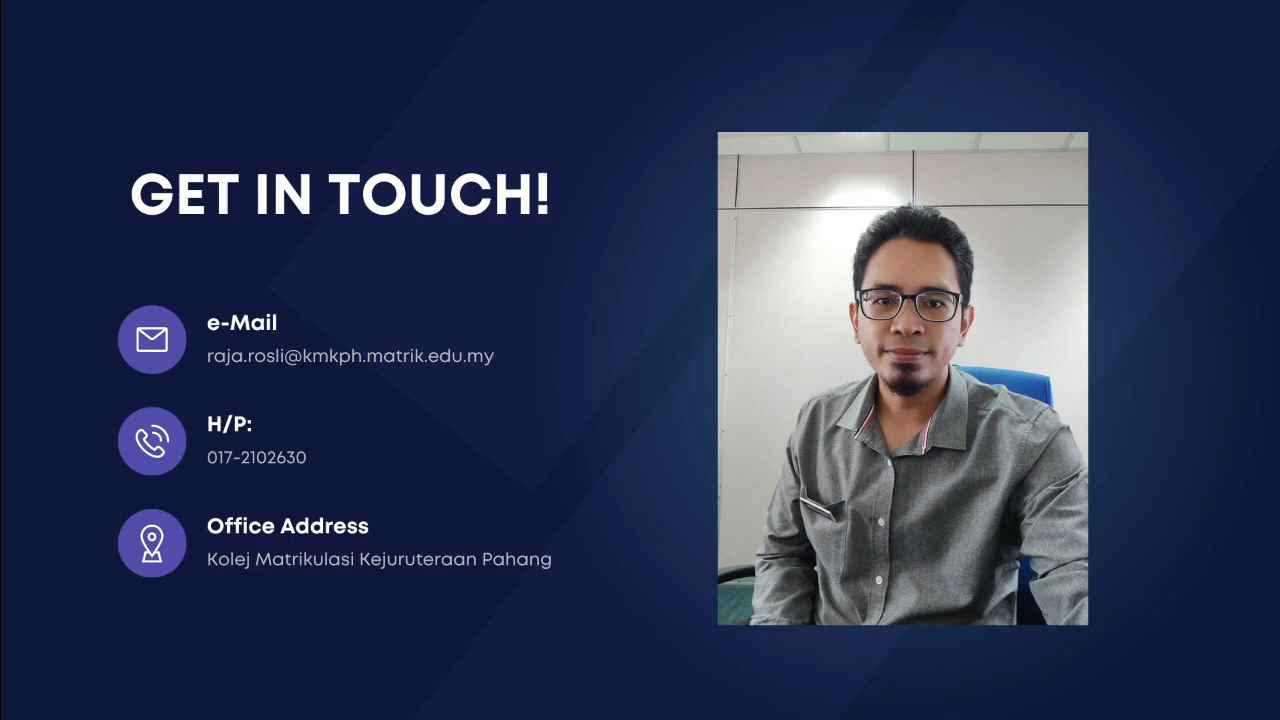 GET IN TOUCH!
e-Mail
raja.rosli@kmkph.matrik.edu.my
H/P:
017-2102630
Office Address
Kolej Matrikulasi Kejuruteraan Pahang